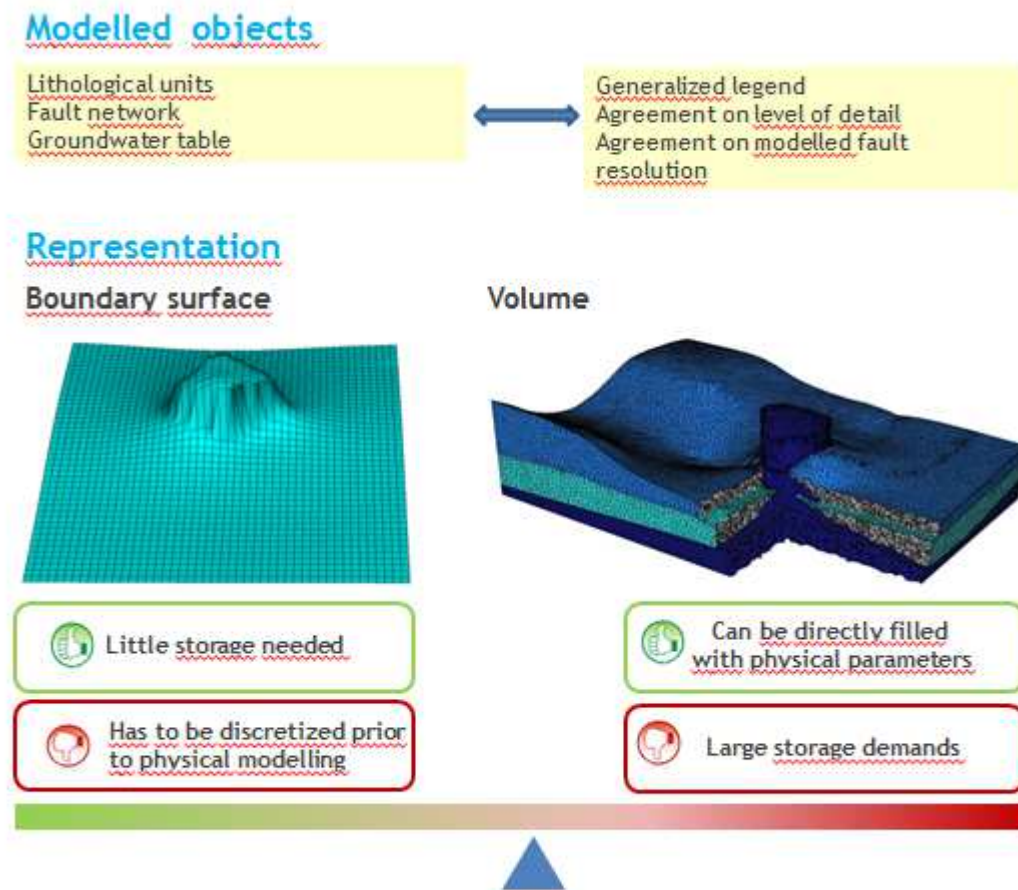 Modelled objects
Lithological units
Fault network
Groundwater table
Generalized legend
Agreement on level of detail
Agreement on modelled fault
resolution
Representation
Boundary surface
Volume
Little storage needed
Can be directly filled
with physical parameters
Has to be discretized prior
to physical modelling
Large storage demands